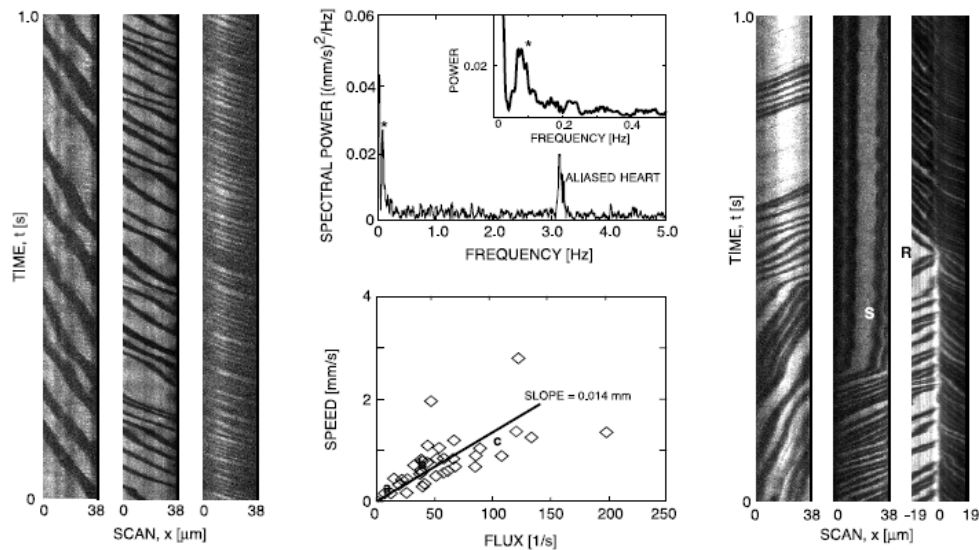 1.0
TIME, t [s]
0
0 38 0 38 0 38
SCAN, x [μm]
SPECTRAL POWER [(mm/s)²/Hz]
0.06
0.04
0.02
0
*
POWER
0.02
*
0 0.2 0.4
FREQUENCY [Hz]
ALIASED HEART
0 1.0 2.0 3.0 4.0 5.0
FREQUENCY [Hz]
SPEED [mm/s]
4
2
0
SLOPE = 0.014 mm
c
0 50 100 150 200 250
FLUX [1/s]
1.0
TIME, t [s]
0
R
S
0 38 0 38 -19 0 19
SCAN, x [μm]